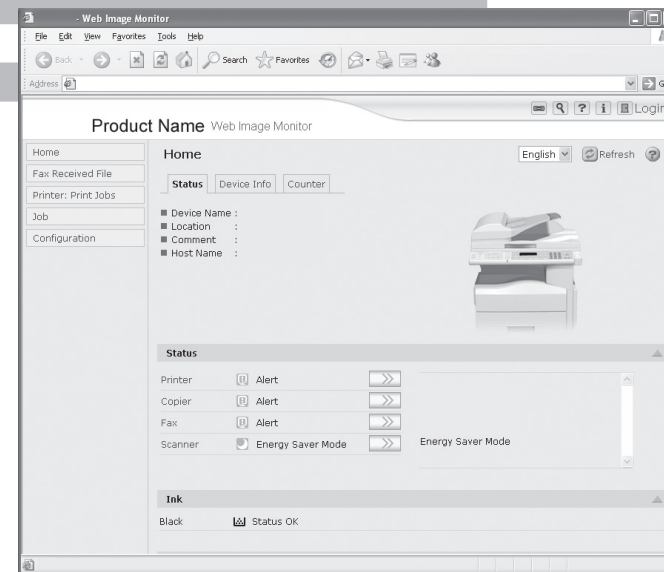 - Web Image Monitor
File Edit View Favorites Tools Help
Back Search Favorites
Address
Login
Product Name Web Image Monitor
Home
Fax Received File
Printer: Print Jobs
Job
Configuration
Home English Refresh
Status Device Info Counter
Device Name :
Location :
Comment :
Host Name :
Status
Printer Alert
Copier Alert
Fax Alert
Scanner Energy Saver Mode Energy Saver Mode
Ink
Black Status OK